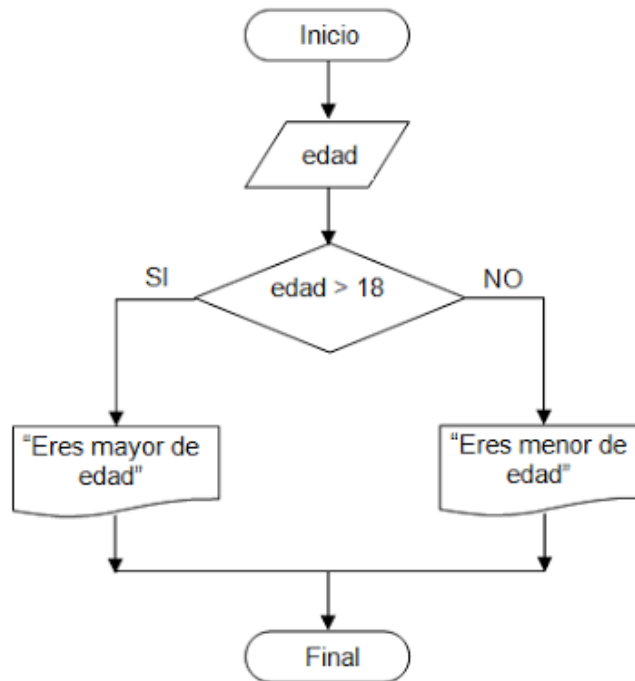 Inicio
edad
edad > 18
SI
NO
“Eres mayor de
edad”
“Eres menor de
edad”
Final